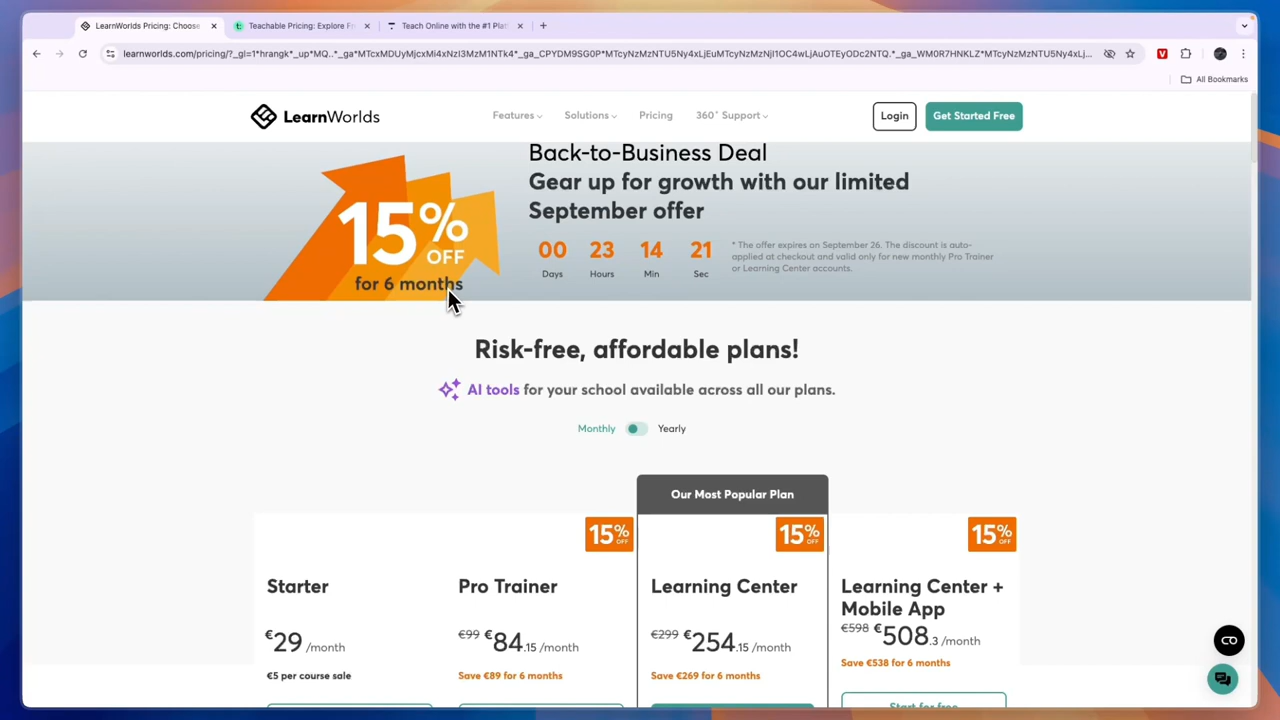 LearnWorlds Pricing: Choose
Teachable Pricing: Explore Fr
Teach Online with the #1 Plat
learnworlds.com/pricing/?_gl=1*hrangk*_up*MQ..*_ga*MTcxMDUyMjcxMi4xNzI3MzM1NTk4*_ga_CPYDM9SG0P*MTcyNzMzNTU5Ny4xLjEuMTcyNzMzNjI1OC4wLjAuOTEyODc2NTQ.*_ga_WM0R7HNKLZ*MTcyNzMzNTU5Ny4xLj...
All Bookmarks
LearnWorlds
Features
Solutions
Pricing
360° Support
Login
Get Started Free
15% OFF
for 6 months
Back-to-Business Deal
Gear up for growth with our limited
September offer
00 23 14 21
Days Hours Min Sec
* The offer expires on September 26. The discount is auto-
applied at checkout and valid only for new monthly Pro Trainer
or Learning Center accounts.
Risk-free, affordable plans!
AI tools for your school available across all our plans.
Monthly Yearly
Our Most Popular Plan
15% OFF
15% OFF
15% OFF
Starter
€29 /month
€5 per course sale
Pro Trainer
€99 €84.15 /month
Save €89 for 6 months
Learning Center
€299 €254.15 /month
Save €269 for 6 months
Learning Center +
Mobile App
€598 €508.3 /month
Save €538 for 6 months
Start for free